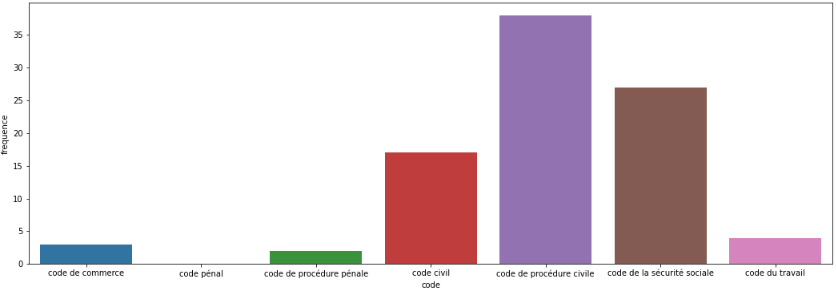 frequence
35
30
25
20
15
10
5
0
code de commerce code pénal code de procédure pénale code civil code de procédure civile code de la sécurité sociale code du travail
code